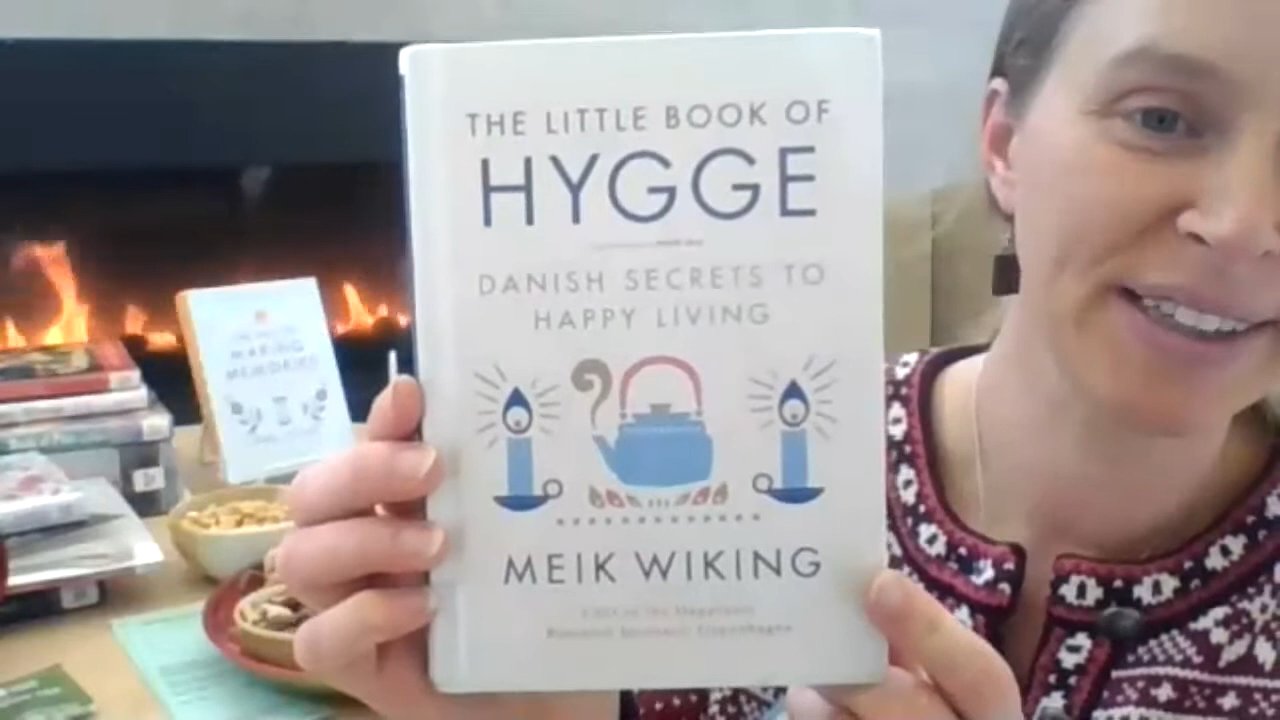 THE LITTLE BOOK OF
HYGGE
DANISH SECRETS TO
HAPPY LIVING
MEIK WIKING
MAKING
MEMORIES